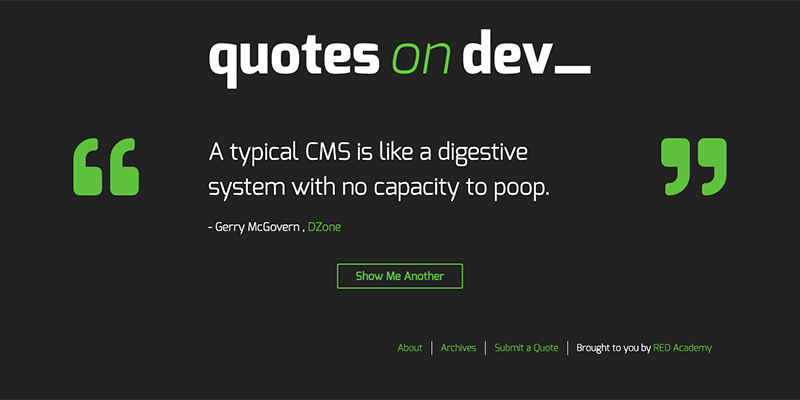 quotes on dev_
“ A typical CMS is like a digestive
system with no capacity to poop. ”
- Gerry McGovern , DZone
Show Me Another
About | Archives | Submit a Quote | Brought to you by RED Academy